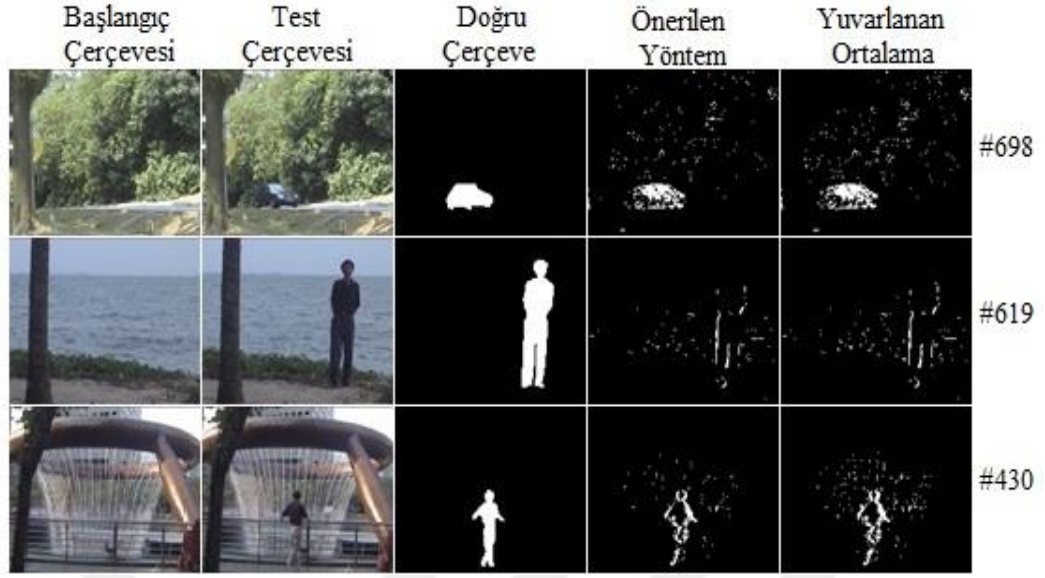 Başlangıç Çerçevesi
Test Çerçevesi
Doğru Çerçeve
Önerilen Yöntem
Yuvarlanan Ortalama
#698
#619
#430